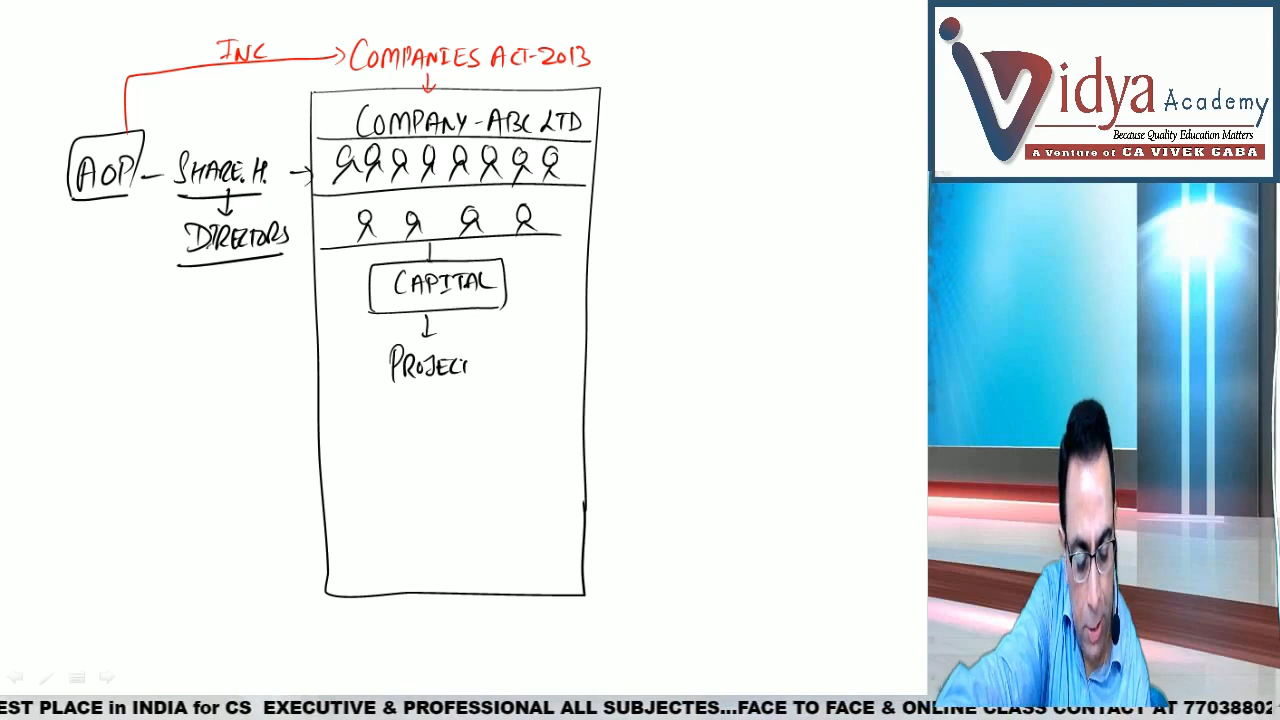 INC
COMPANIES ACT-2013
COMPANY-ABC LTD
AOP - SHARE.H.
DIRECTORS
CAPITAL
PROJECT
Vidya Academy
Because Quality Education Matters
A Venture of CA VIVEK GABA
EST PLACE in INDIA for CS EXECUTIVE & PROFESSIONAL ALL SUBJECTES...FACE TO FACE & ONLINE CLASS CONTACT AT 77038802